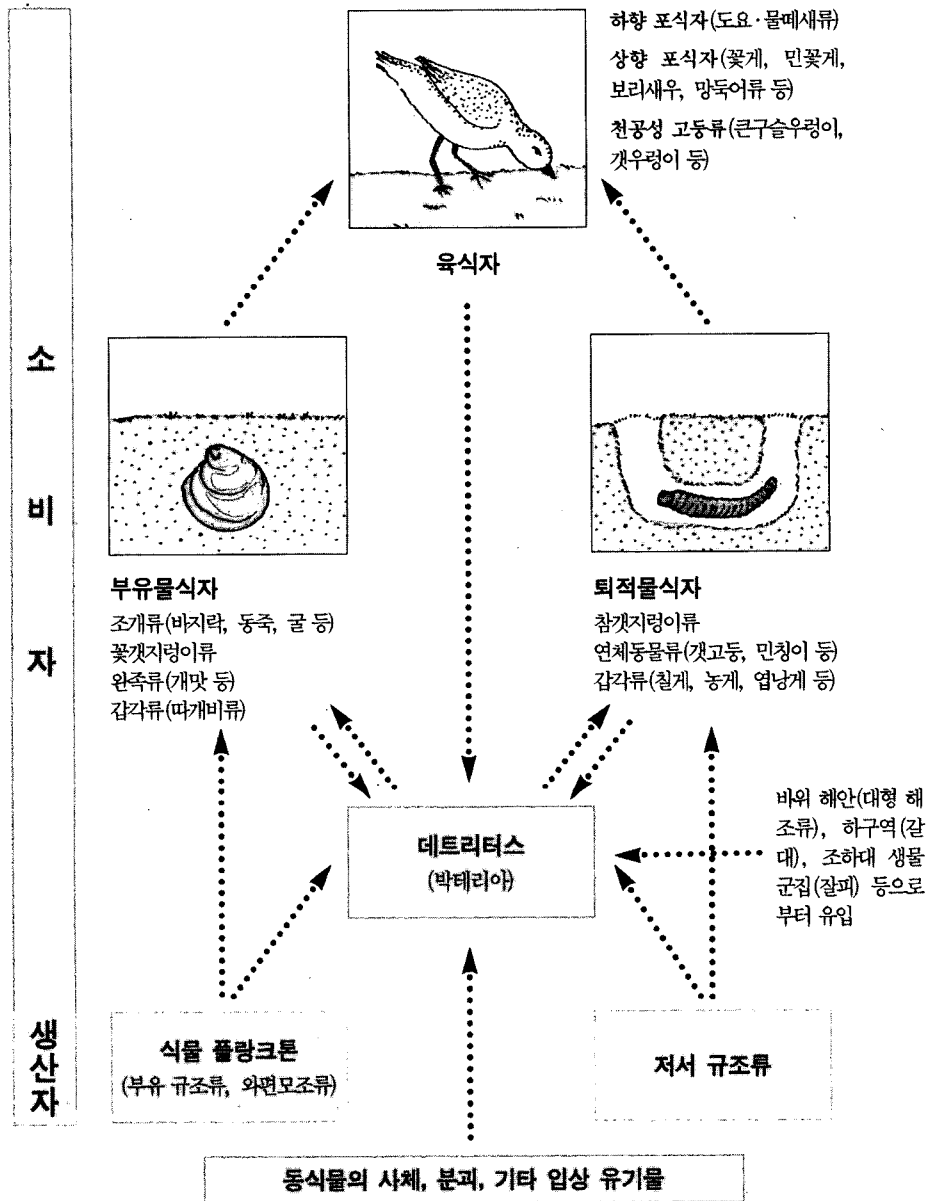 하향 포식자(도요·물떼새류)
상향 포식자(꽃게, 민꽃게,
보리새우, 망둑어류 등)
천공성 고둥류(큰구슬우렁이,
갯우렁이 등)
육식자
소
비
자
부유물식자
조개류(바지락, 동죽, 굴 등)
꽃갯지렁이류
완족류(개맛 등)
갑각류(따개비류)
퇴적물식자
참갯지렁이류
연체동물류(갯고둥, 민칭이 등)
갑각류(칠게, 농게, 엽낭게 등)
데트리터스
(박테리아)
바위 해안(대형 해
조류), 하구역(갈
대), 조하대 생물
군집(잘피) 등으로
부터 유입
생
산
자
식물 플랑크톤
(부유 규조류, 와편모조류)
저서 규조류
동식물의 사체, 분괴, 기타 입상 유기물